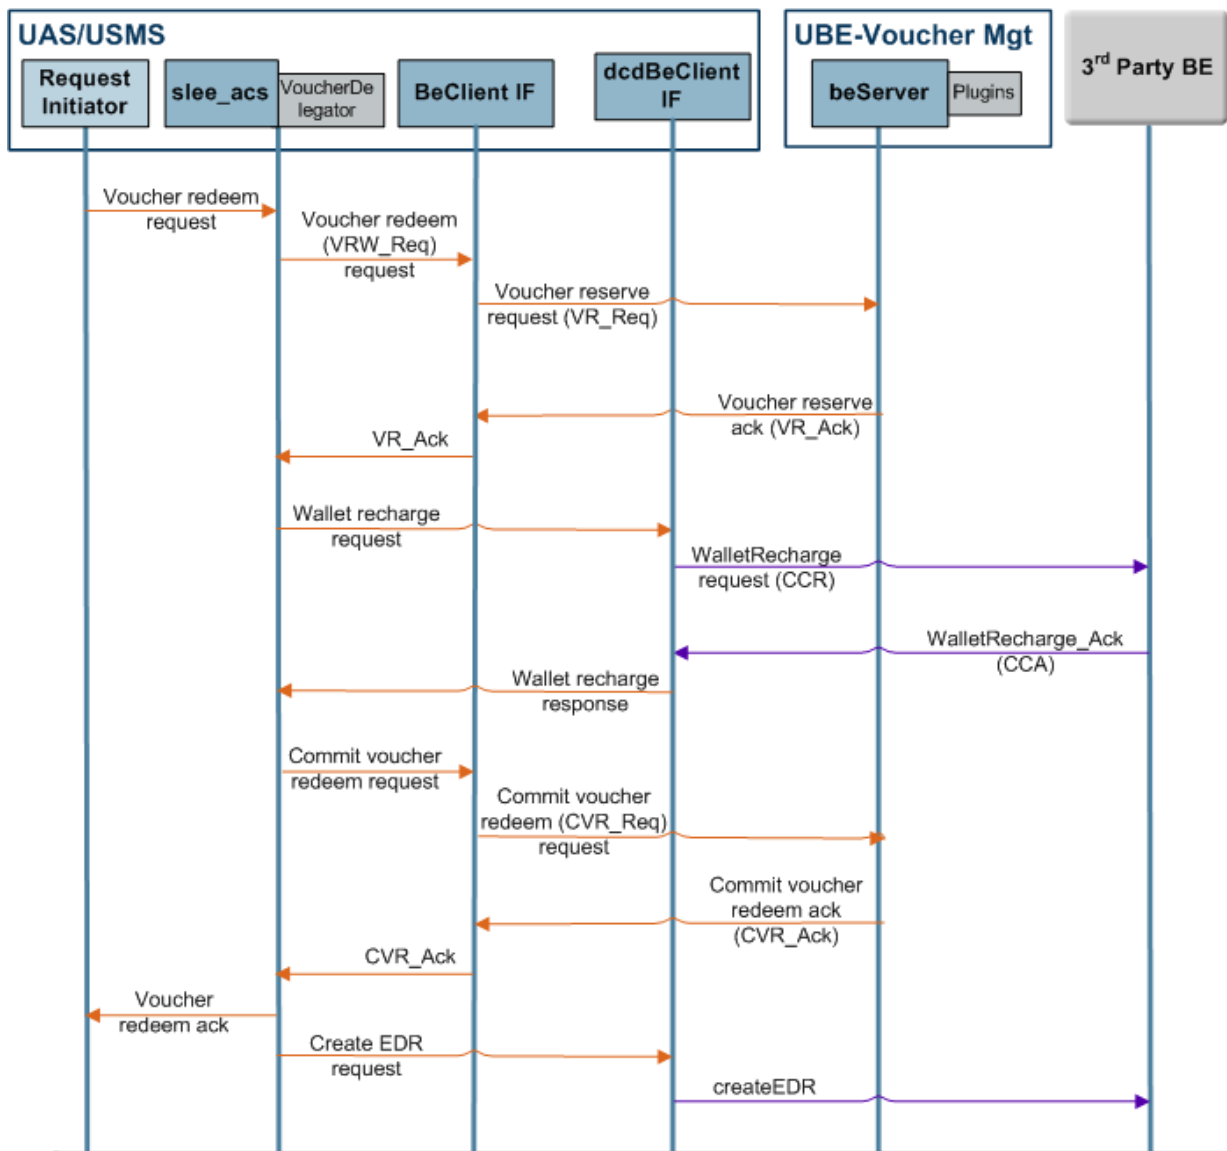 UAS/USMS
UBE-Voucher Mgt
Request
Initiator
slee_acs
VoucherDe
legator
BeClient IF
dcdBeClient
IF
beServer
Plugins
3rd Party BE
Voucher redeem
request
Voucher redeem
(VRW_Req)
request
Voucher reserve
request (VR_Req)
Voucher reserve
ack (VR_Ack)
VR_Ack
Wallet recharge
request
WalletRecharge
request (CCR)
WalletRecharge_Ack
(CCA)
Wallet recharge
response
Commit voucher
redeem request
Commit voucher
redeem (CVR_Req)
request
Commit voucher
redeem ack
(CVR_Ack)
CVR_Ack
Voucher
redeem ack
Create EDR
request
createEDR